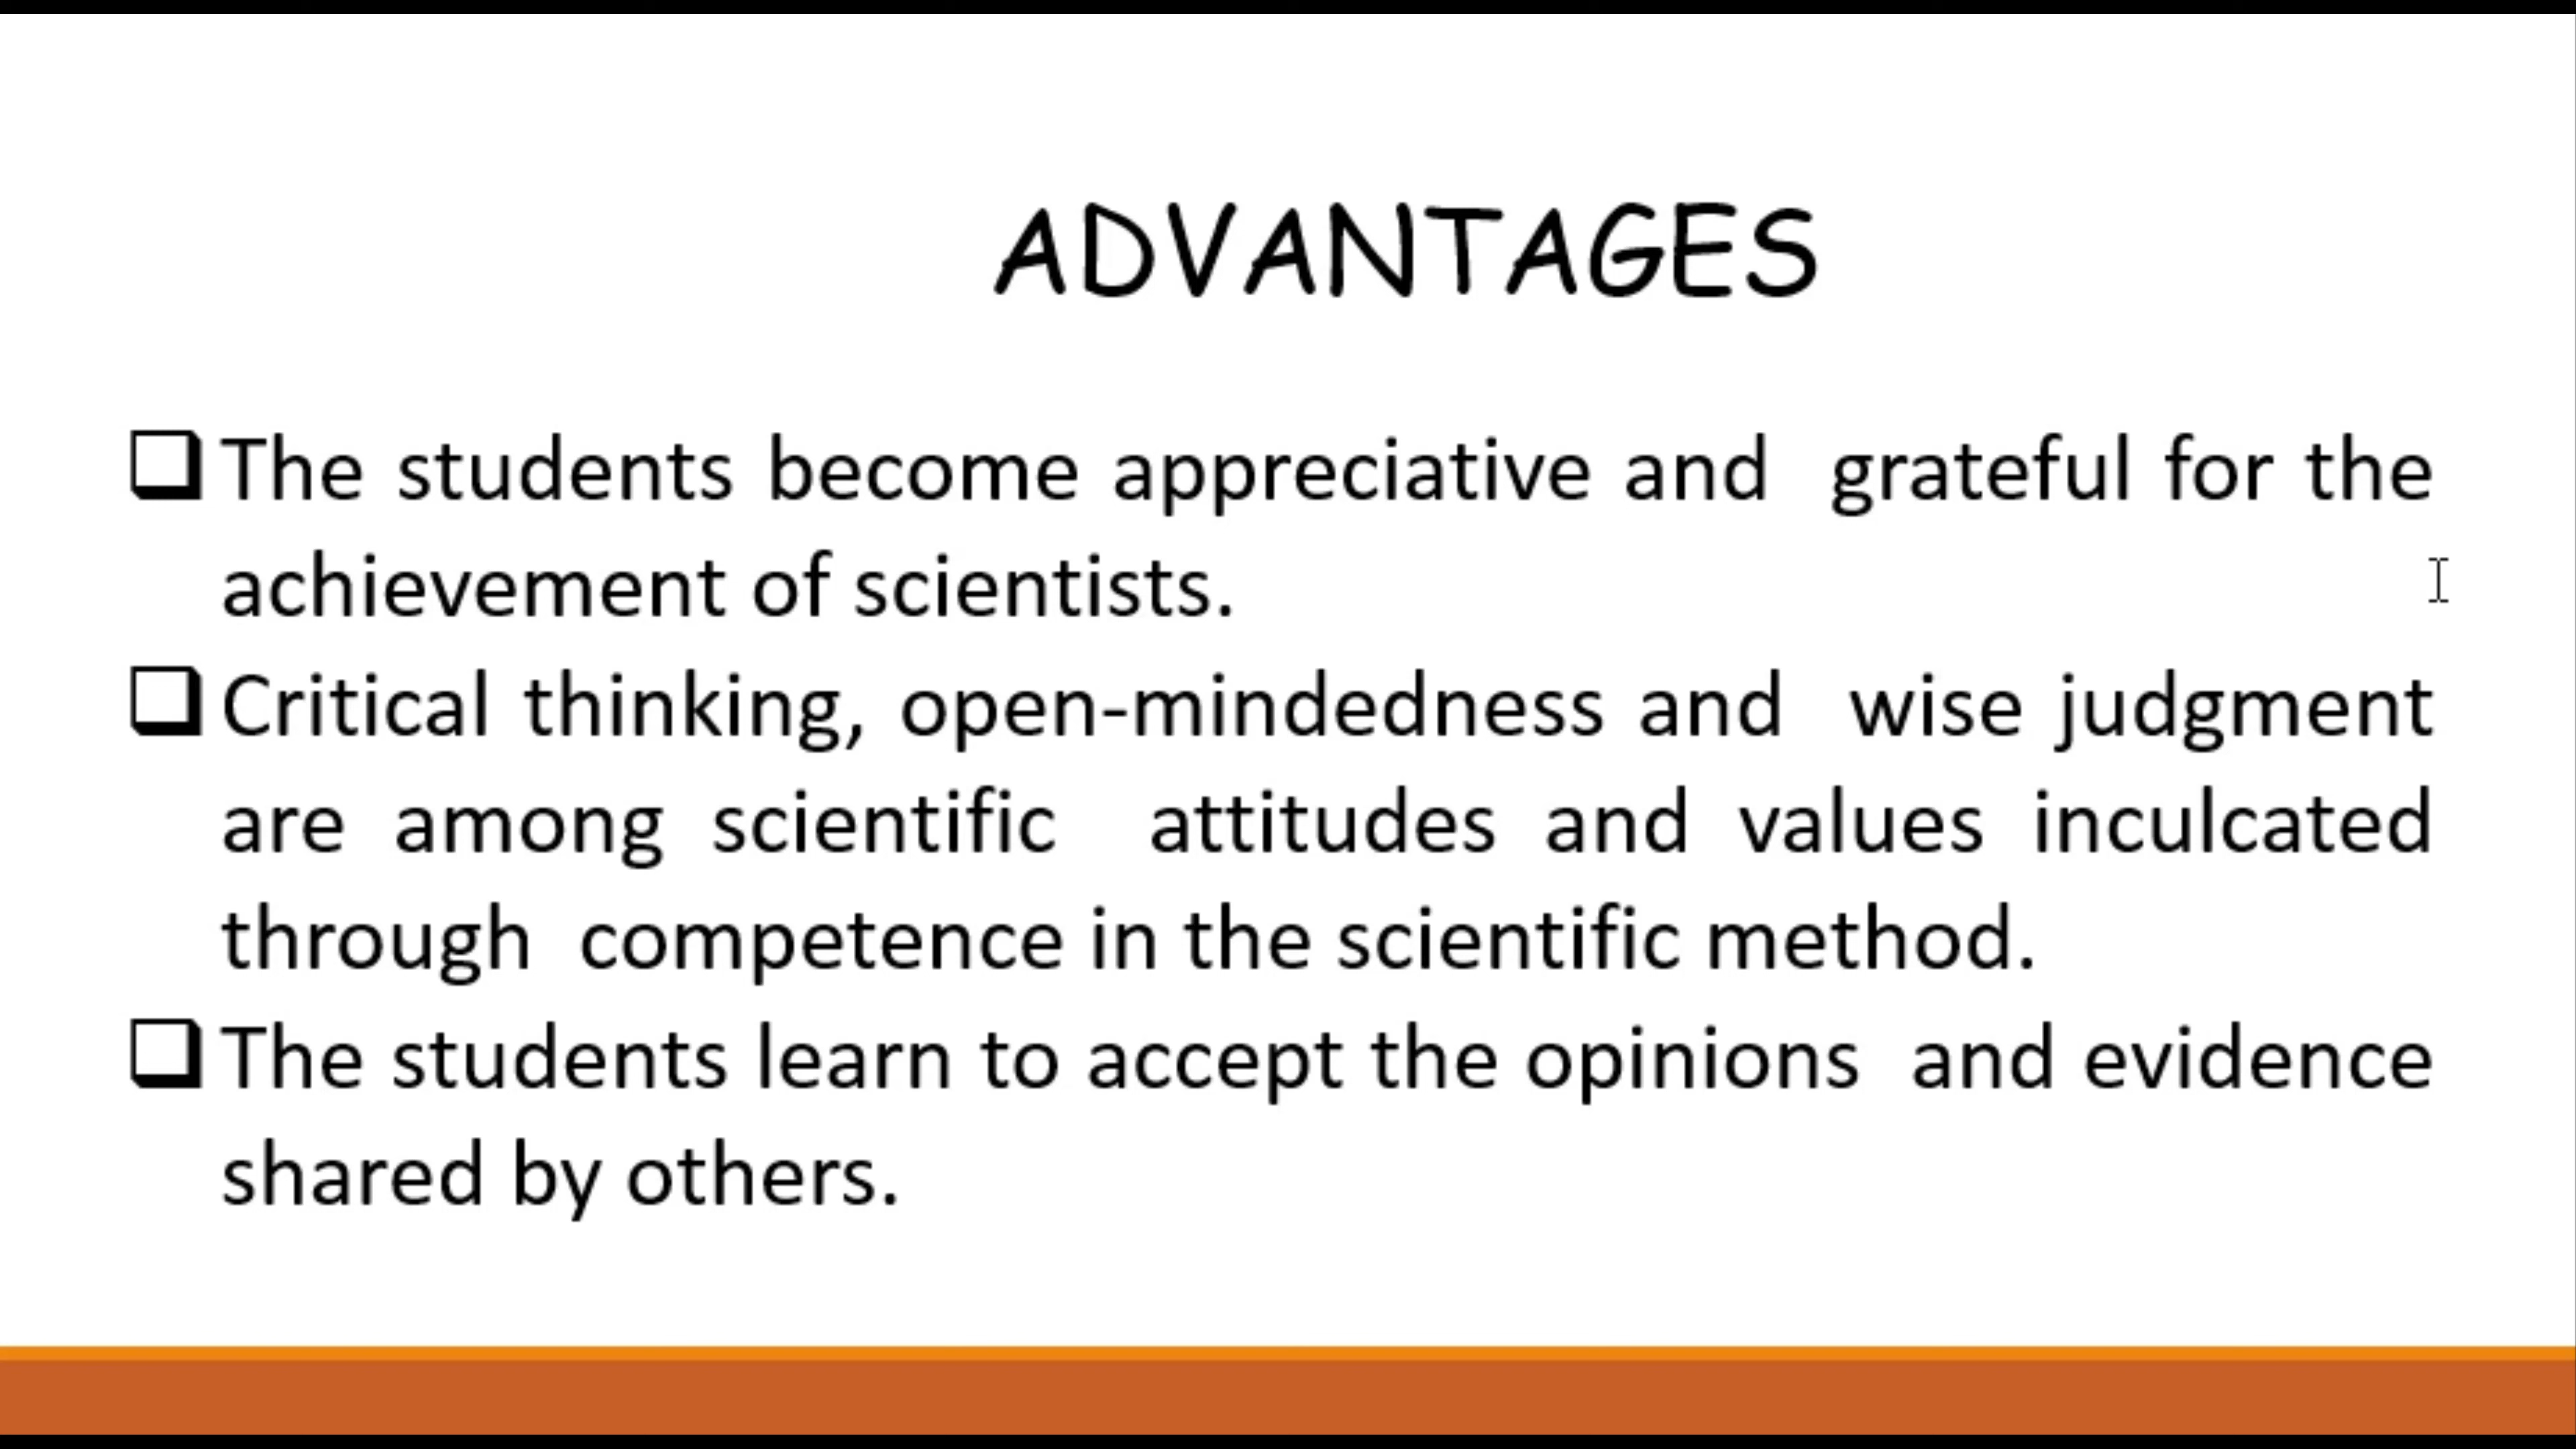 ADVANTAGES
The students become appreciative and grateful for the
achievement of scientists.
Critical thinking, open-mindedness and wise judgment
are among scientific attitudes and values inculcated
through competence in the scientific method.
The students learn to accept the opinions and evidence
shared by others.